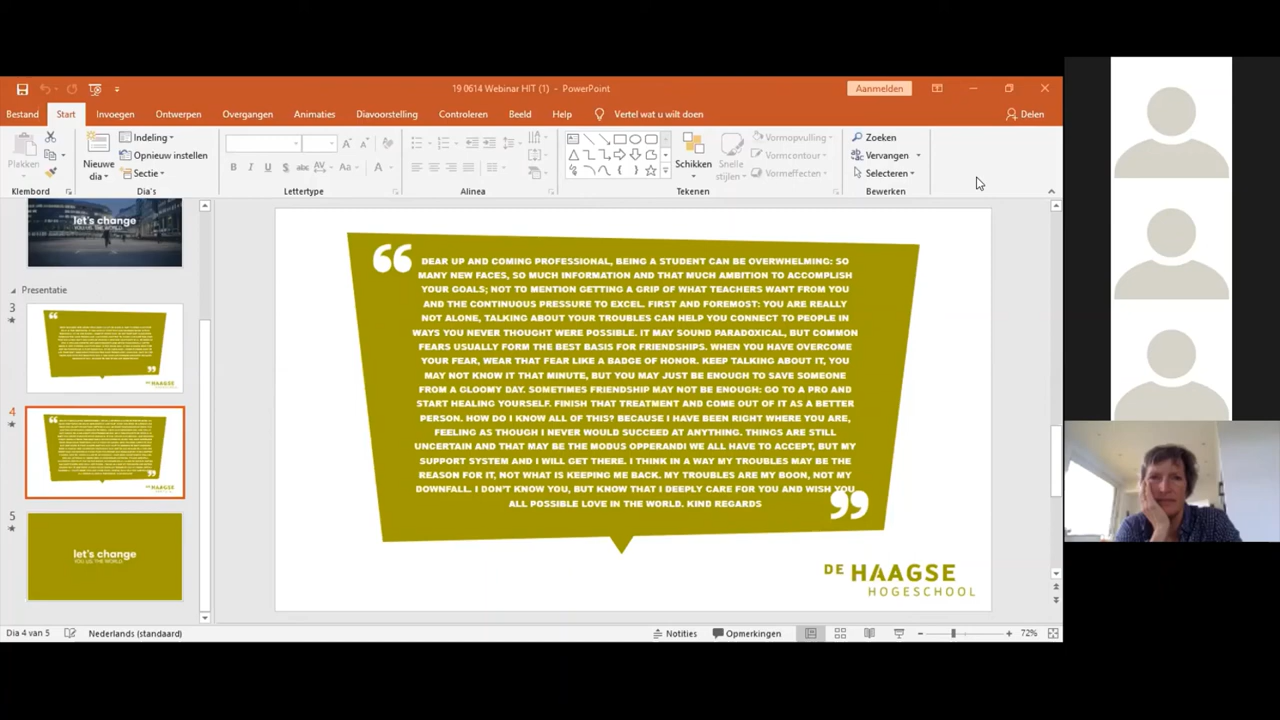 19 0614 Webinar HIT (1) - PowerPoint
Aanmelden
Bestand Start Invoegen Ontwerpen Overgangen Animaties Diavoorstelling Controleren Beeld Help Vertel wat u wilt doen Delen
Plakken
Klembord
Nieuwe dia
Indeling
Opnieuw instellen
Sectie
Dia's
Lettertype
Alinea
Schikken
Snelle stijlen
Vormopvulling
Vormcontour
Vormeffecten
Tekenen
Zoeken
Vervangen
Selecteren
Bewerken
let's change
YOU. US. THE WORLD.
Presentatie
3
4
5
let's change
YOU. US. THE WORLD.
“
DEAR UP AND COMING PROFESSIONAL, BEING A STUDENT CAN BE OVERWHELMING: SO
MANY NEW FACES, SO MUCH INFORMATION AND THAT MUCH AMBITION TO ACCOMPLISH
YOUR GOALS; NOT TO MENTION GETTING A GRIP OF WHAT TEACHERS WANT FROM YOU
AND THE CONTINUOUS PRESSURE TO EXCEL. FIRST AND FOREMOST: YOU ARE REALLY
NOT ALONE, TALKING ABOUT YOUR TROUBLES CAN HELP YOU CONNECT TO PEOPLE IN
WAYS YOU NEVER THOUGHT WERE POSSIBLE. IT MAY SOUND PARADOXICAL, BUT COMMON
FEARS USUALLY FORM THE BEST BASIS FOR FRIENDSHIPS. WHEN YOU HAVE OVERCOME
YOUR FEAR, WEAR THAT FEAR LIKE A BADGE OF HONOR. KEEP TALKING ABOUT IT, YOU
MAY NOT KNOW IT THAT MINUTE, BUT YOU MAY JUST BE ENOUGH TO SAVE SOMEONE
FROM A GLOOMY DAY. SOMETIMES FRIENDSHIP MAY NOT BE ENOUGH: GO TO A PRO AND
START HEALING YOURSELF. FINISH THAT TREATMENT AND COME OUT OF IT AS A BETTER
PERSON. HOW DO I KNOW ALL OF THIS? BECAUSE I HAVE BEEN RIGHT WHERE YOU ARE,
FEELING AS THOUGH I NEVER WOULD SUCCEED AT ANYTHING. THINGS ARE STILL
UNCERTAIN AND THAT MAY BE THE MODUS OPPERANDI WE ALL HAVE TO ACCEPT, BUT MY
SUPPORT SYSTEM AND I WILL GET THERE. I THINK IN A WAY MY TROUBLES MAY BE THE
REASON FOR IT, NOT WHAT IS KEEPING ME BACK. MY TROUBLES ARE MY BOON, NOT MY
DOWNFALL. I DON'T KNOW YOU, BUT KNOW THAT I DEEPLY CARE FOR YOU AND WISH YOU
ALL POSSIBLE LOVE IN THE WORLD. KIND REGARDS
”
DE HAAGSE
HOGESCHOOL
Dia 4 van 5 Nederlands (standaard) Notities Opmerkingen 72%